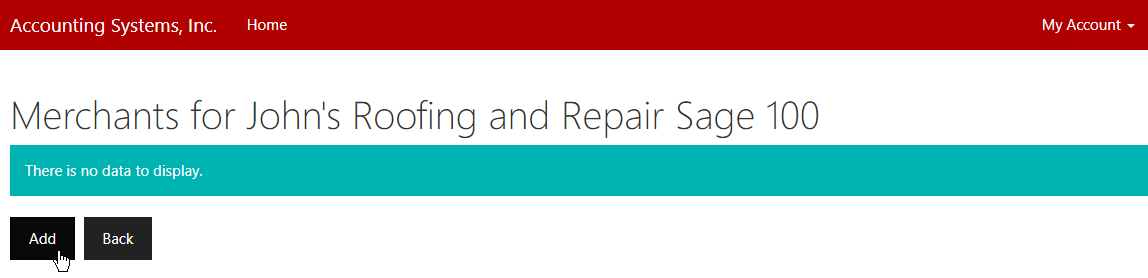 Accounting Systems, Inc. Home My Account
Merchants for John's Roofing and Repair Sage 100
There is no data to display.
Add Back